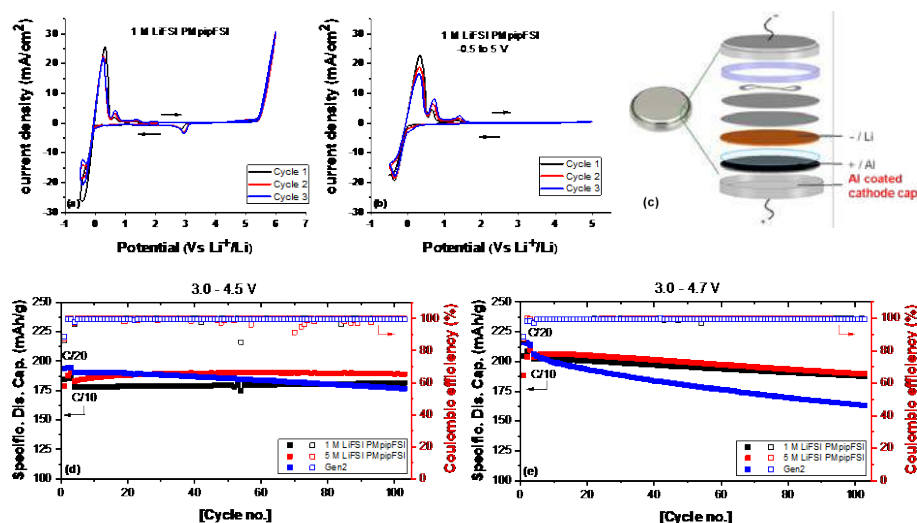 1 M LiFSI PMpipFSI
current density (mA/cm²)
30
20
10
0
-10
-20
-30
Cycle 1
Cycle 2
Cycle 3
(a)
-1 0 1 2 3 4 5 6 7
Potential (Vs Li⁺/Li)
1 M LiFSI PMpipFSI
-0.5 to 5 V
current density (mA/cm²)
30
20
10
0
-10
-20
-30
Cycle 1
Cycle 2
Cycle 3
(b)
-1 0 1 2 3 4 5
Potential (Vs Li⁺/Li)
- / Li
+ / Al
Al coated
cathode cap
(c)
3.0 - 4.5 V
Specific. Dis. Cap. (mAh/g)
250
225
200
175
150
125
100
C/20
C/10
Coulombic efficiency (%)
100
80
60
40
20
0
1 M LiFSI PMpipFSI
5 M LiFSI PMpipFSI
Gen2
(d)
0 20 40 60 80 100
[Cycle no.]
3.0 - 4.7 V
Specific. Dis. Cap. (mAh/g)
250
225
200
175
150
125
100
C/20
C/10
Coulombic efficiency (%)
100
80
60
40
20
0
1 M LiFSI PMpipFSI
5 M LiFSI PMpipFSI
Gen2
(e)
0 20 40 60 80 100
[Cycle no.]